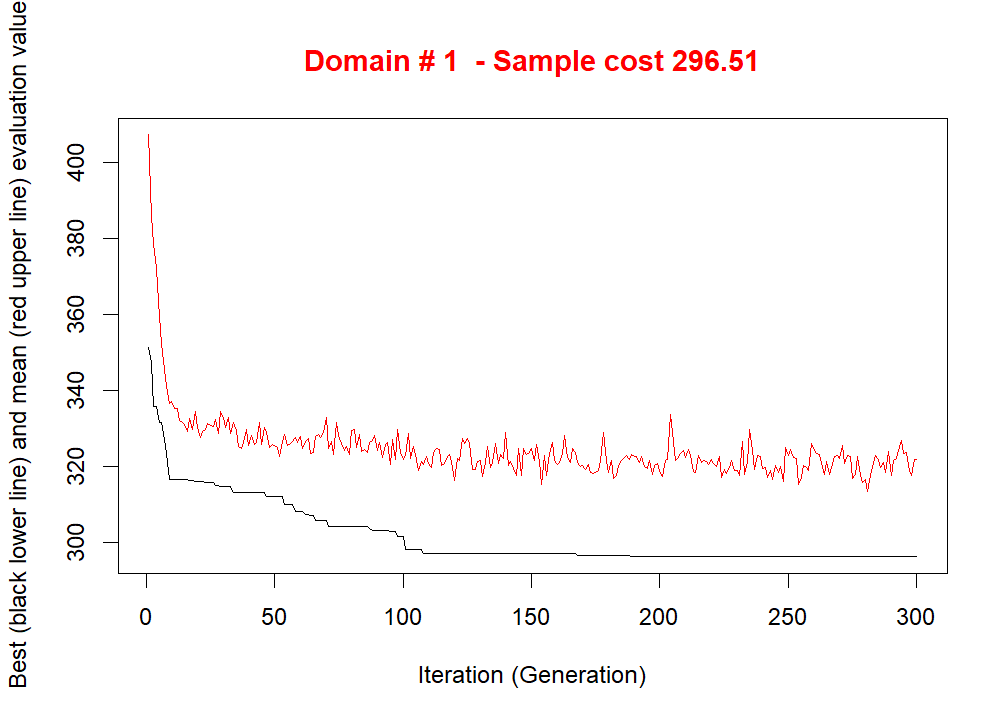 Domain # 1  - Sample cost 296.51
Best (black lower line) and mean (red upper line) evaluation value
400
380
360
340
320
300
0 50 100 150 200 250 300
Iteration (Generation)